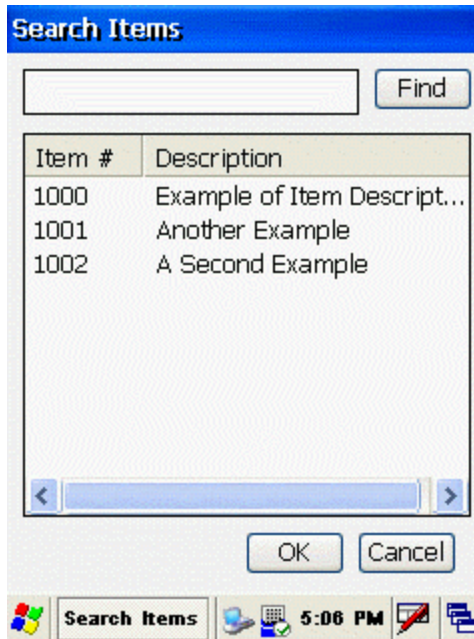 Search Items
Find
Item # Description
1000 Example of Item Descript...
1001 Another Example
1002 A Second Example
OK Cancel
Search Items 5:06 PM